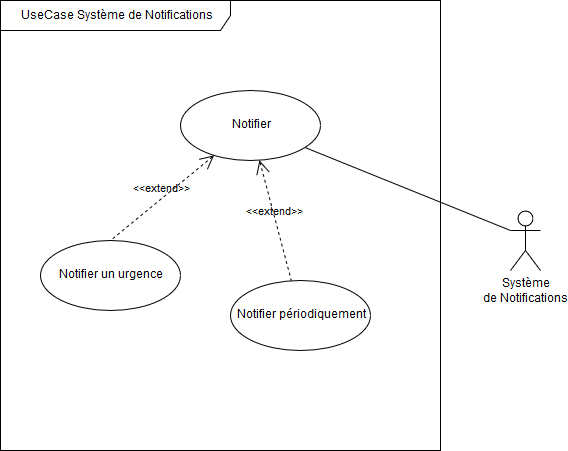 UseCase Système de Notifications
Notifier
<<extend>>
<<extend>>
Notifier un urgence
Notifier périodiquement
Système
de Notifications